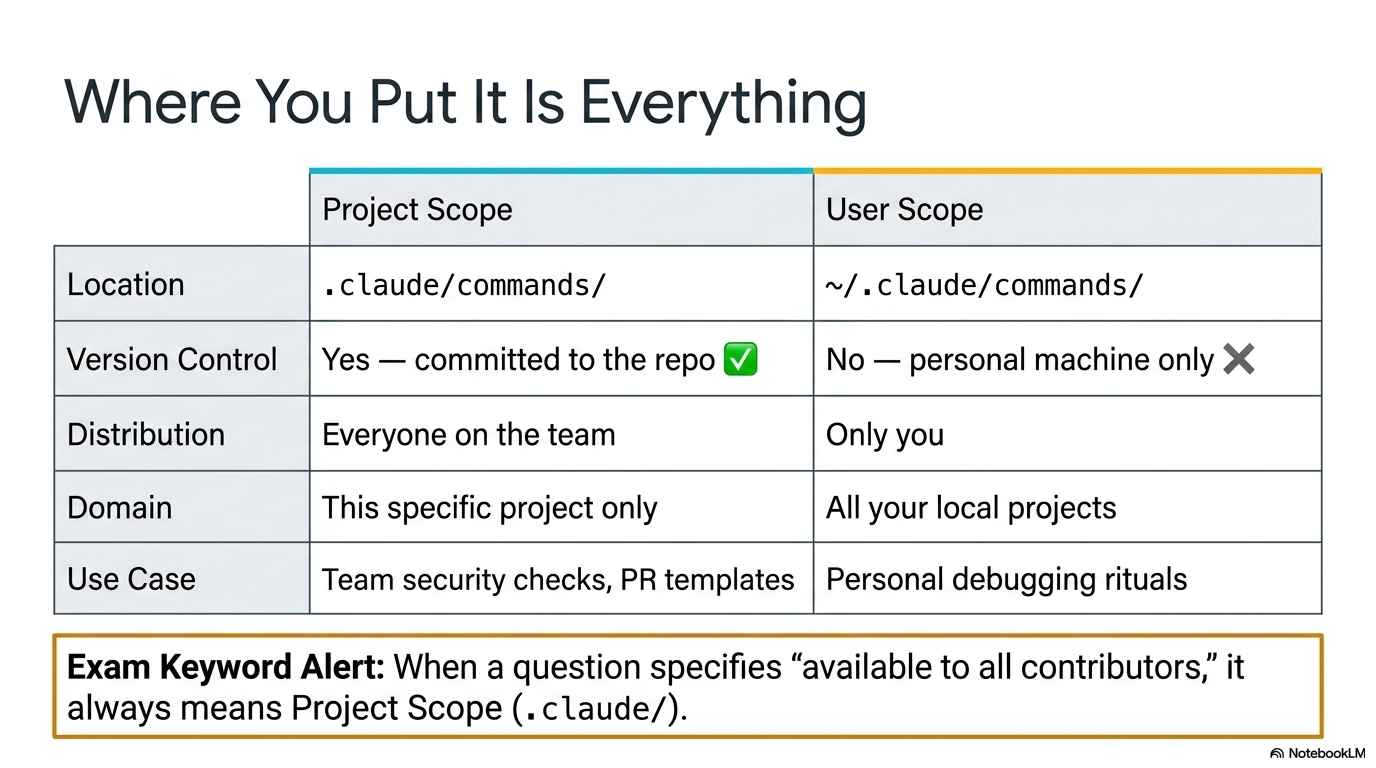 Where You Put It Is Everything
Project Scope
User Scope
Location
.claude/commands/
~/.claude/commands/
Version Control
Yes — committed to the repo ✅
No — personal machine only ❌
Distribution
Everyone on the team
Only you
Domain
This specific project only
All your local projects
Use Case
Team security checks, PR templates
Personal debugging rituals
Exam Keyword Alert: When a question specifies “available to all contributors,” it
always means Project Scope (.claude/).
NotebookLM